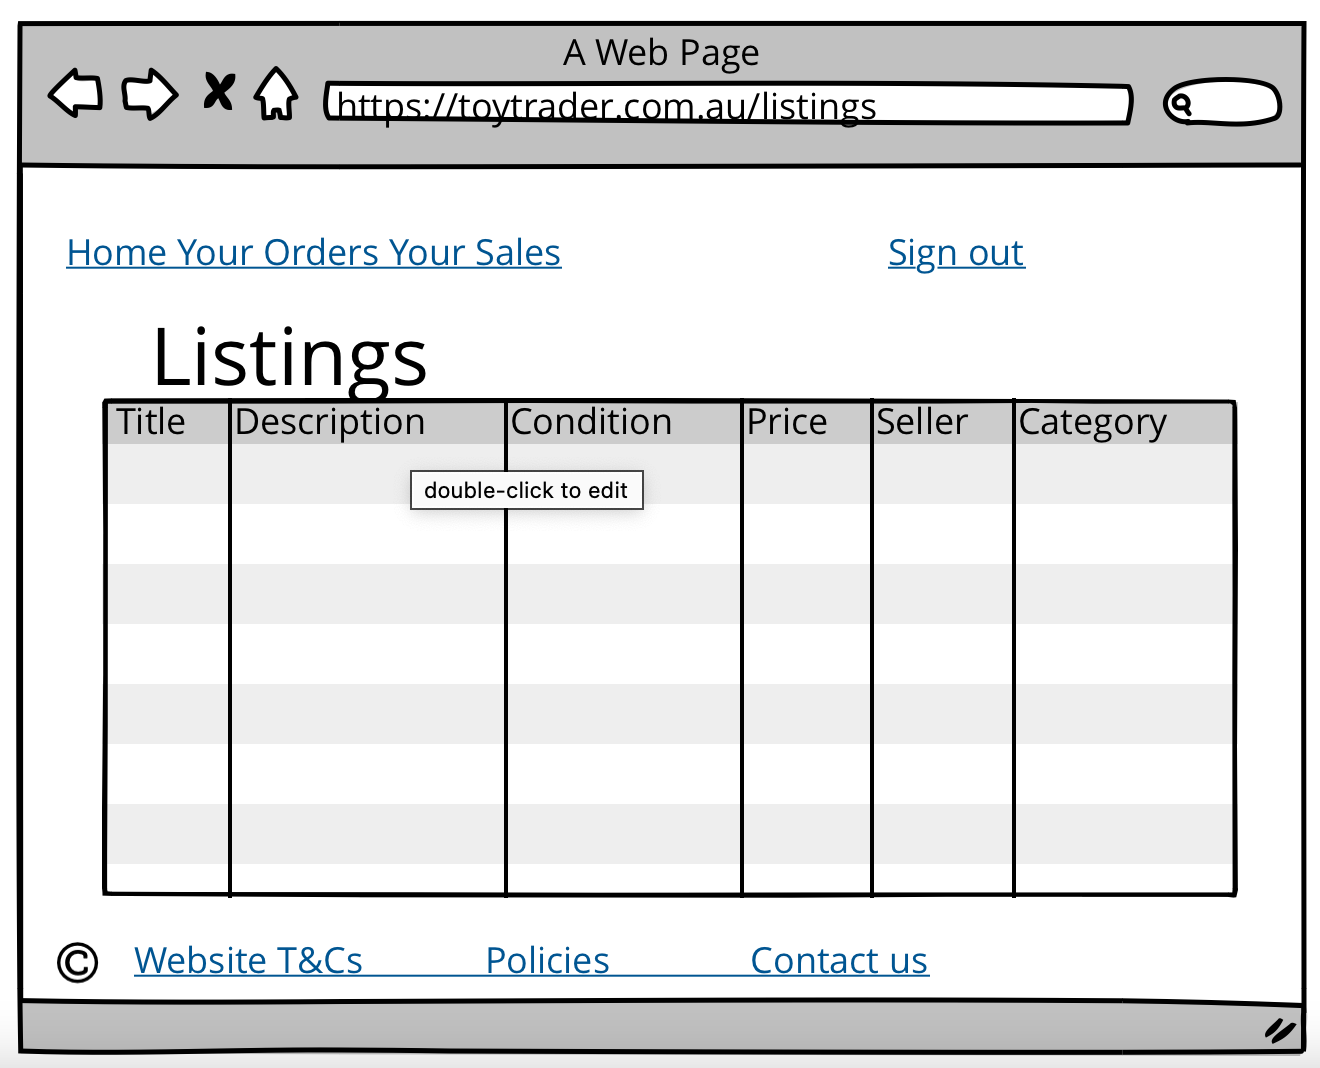 A Web Page
https://toytrader.com.au/listings
Home Your Orders Your Sales Sign out
Listings
Title Description Condition Price Seller Category
double-click to edit
© Website T&Cs Policies Contact us